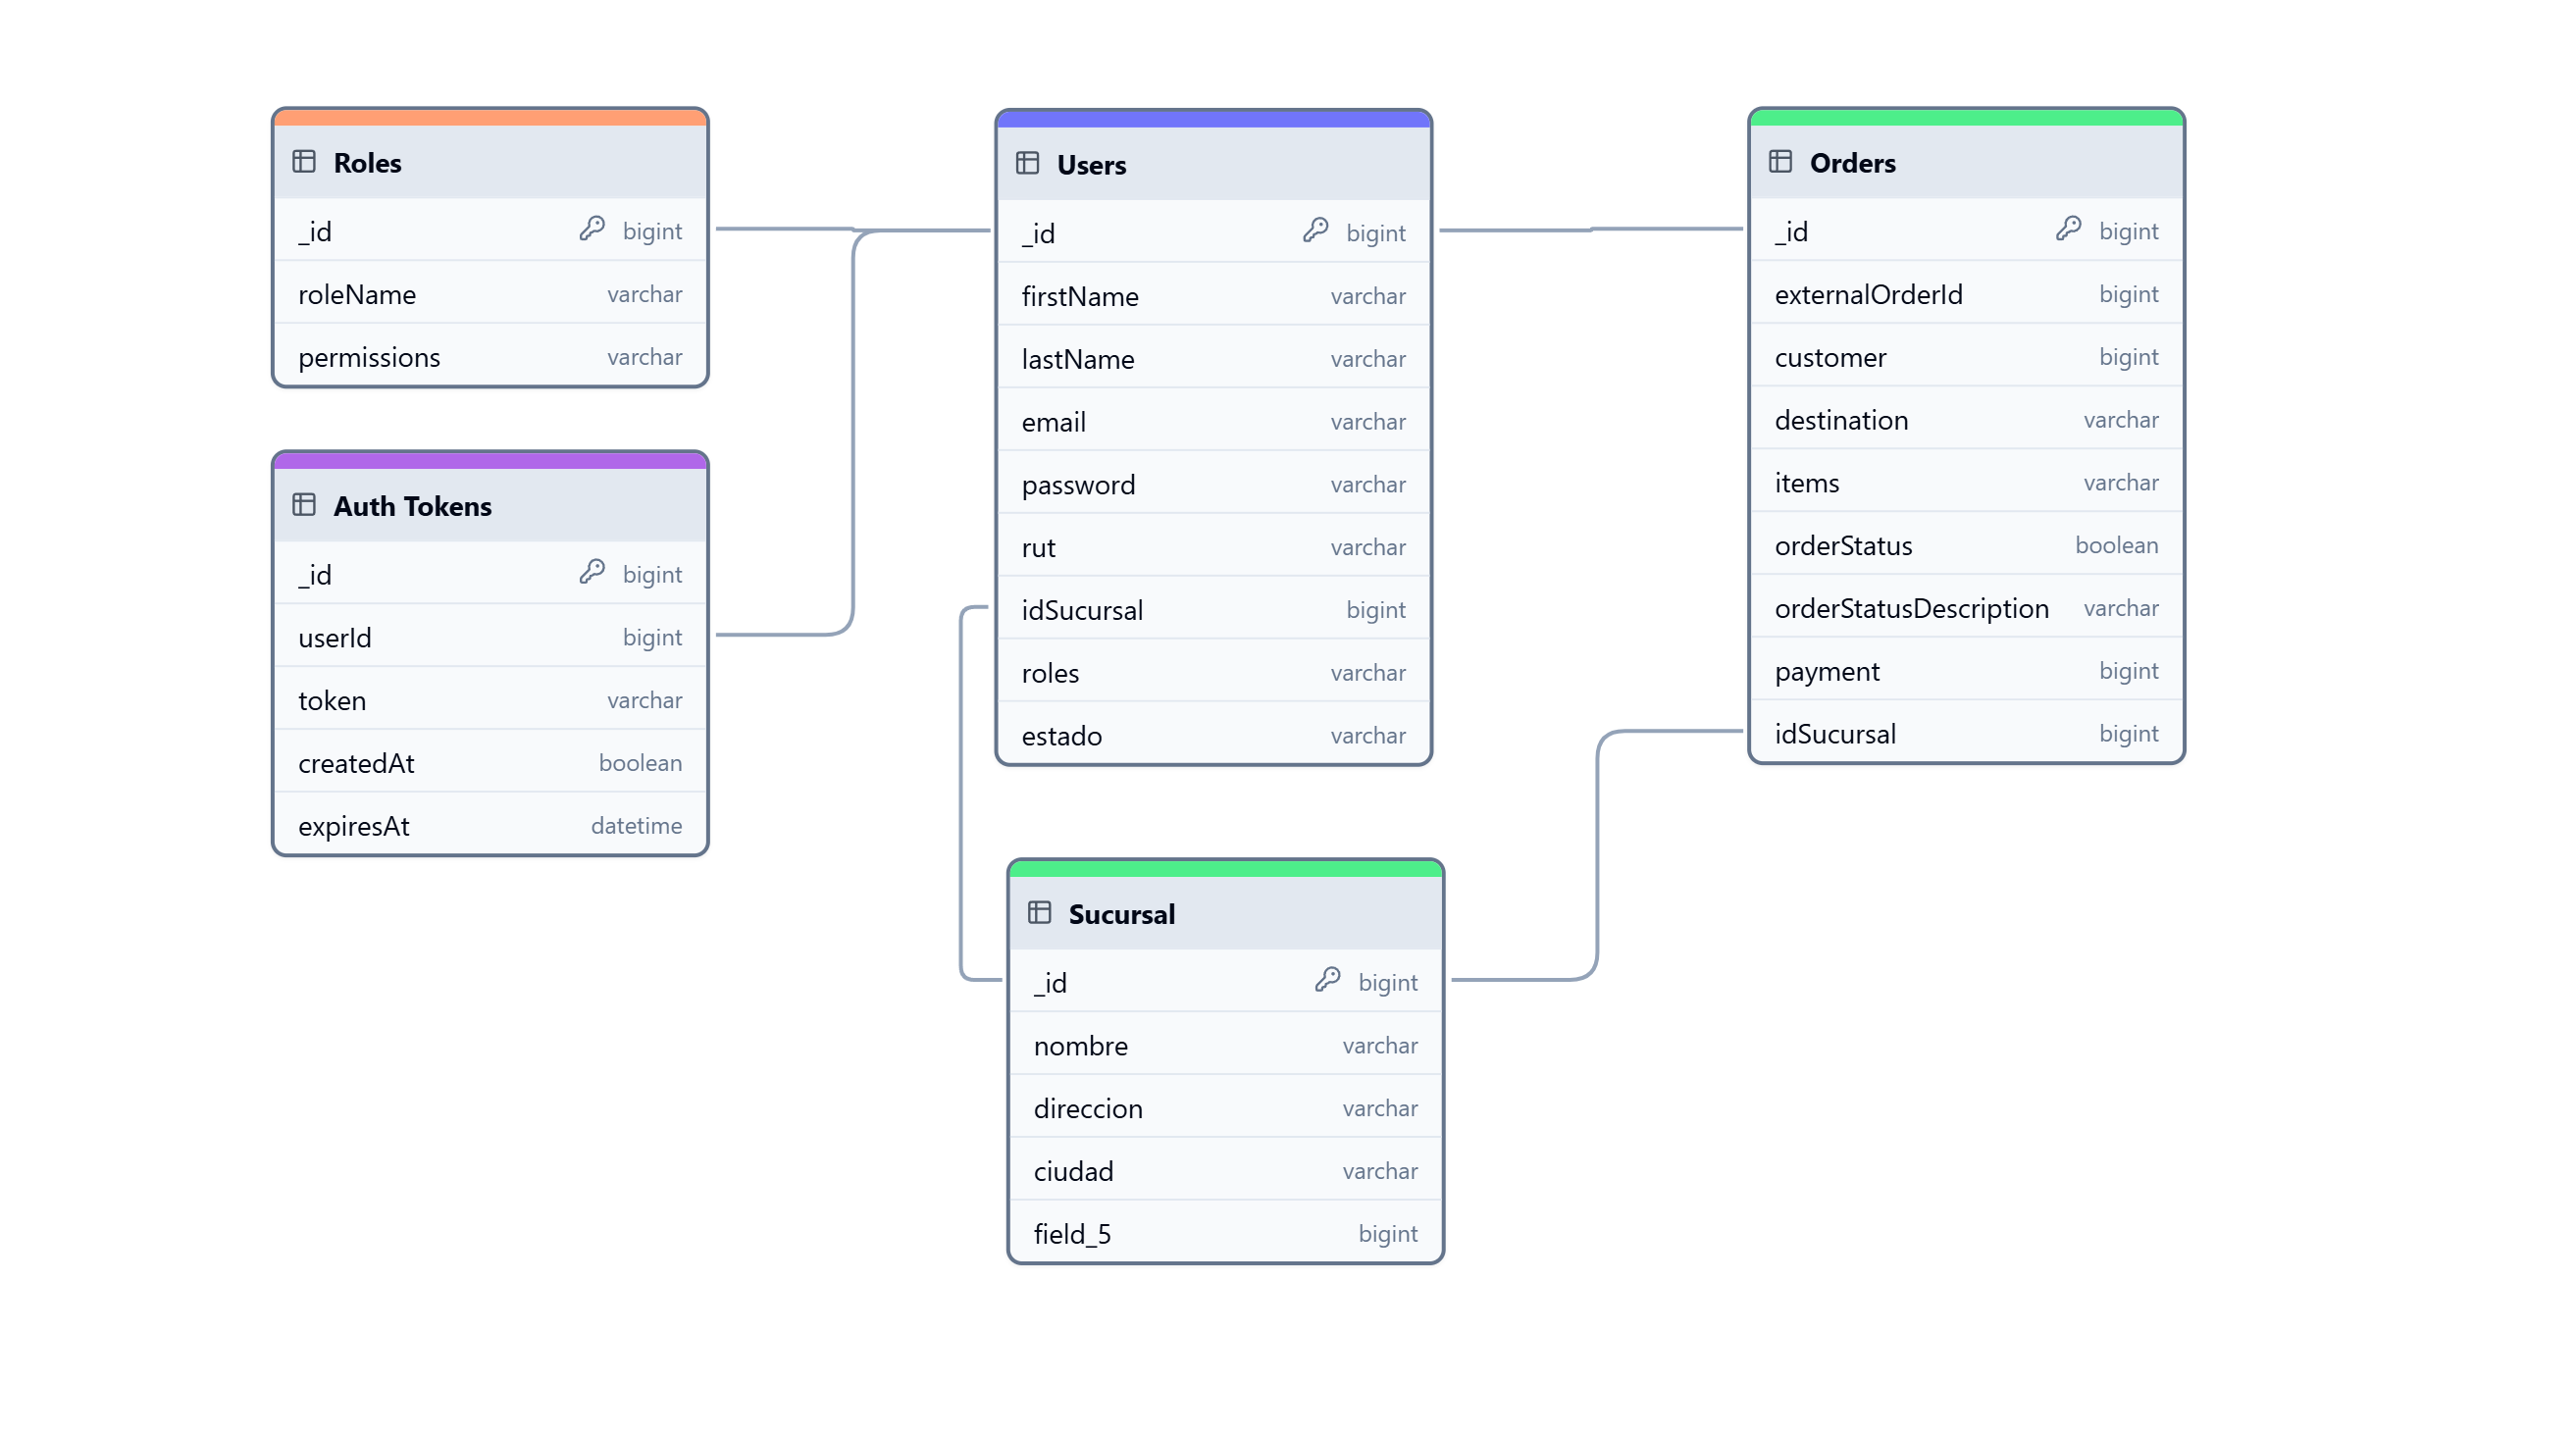 Roles
_id bigint
roleName varchar
permissions varchar
Auth Tokens
_id bigint
userId bigint
token varchar
createdAt boolean
expiresAt datetime
Users
_id bigint
firstName varchar
lastName varchar
email varchar
password varchar
rut varchar
idSucursal bigint
roles varchar
estado varchar
Sucursal
_id bigint
nombre varchar
direccion varchar
ciudad varchar
field_5 bigint
Orders
_id bigint
externalOrderId bigint
customer bigint
destination varchar
items varchar
orderStatus boolean
orderStatusDescription varchar
payment bigint
idSucursal bigint